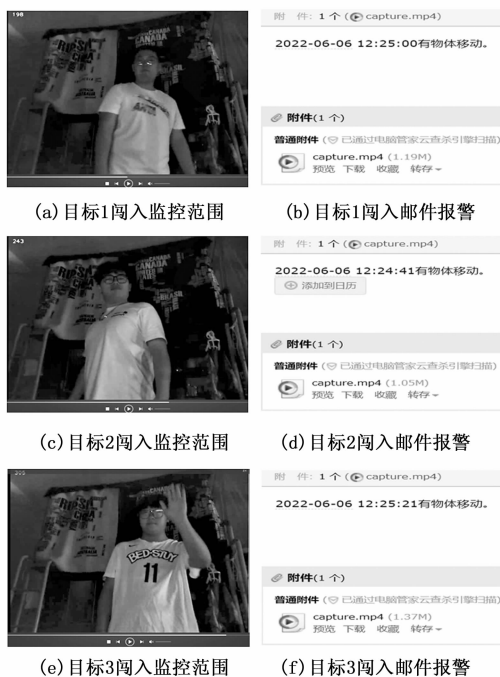 198
CANADA
附 件: 1 个 (capture.mp4)
2022-06-06 12:25:00有物体移动。
附件(1 个)
普通附件 (已通过电脑管家云查杀引擎扫描)
capture.mp4 (1.19M)
预览 下载 收藏 转存
(a)目标1闯入监控范围
(b)目标1闯入邮件报警
243
CANADA
附 件: 1 个 (capture.mp4)
2022-06-06 12:24:41有物体移动。
添加到日历
附件(1 个)
普通附件 (已通过电脑管家云查杀引擎扫描)
capture.mp4 (1.05M)
预览 下载 收藏 转存
(c)目标2闯入监控范围
(d)目标2闯入邮件报警
BED-STUY
11
附 件: 1 个 (capture.mp4)
2022-06-06 12:25:21有物体移动。
附件(1 个)
普通附件 (已通过电脑管家云查杀引擎扫描)
capture.mp4 (1.37M)
预览 下载 收藏 转存
(e)目标3闯入监控范围
(f)目标3闯入邮件报警